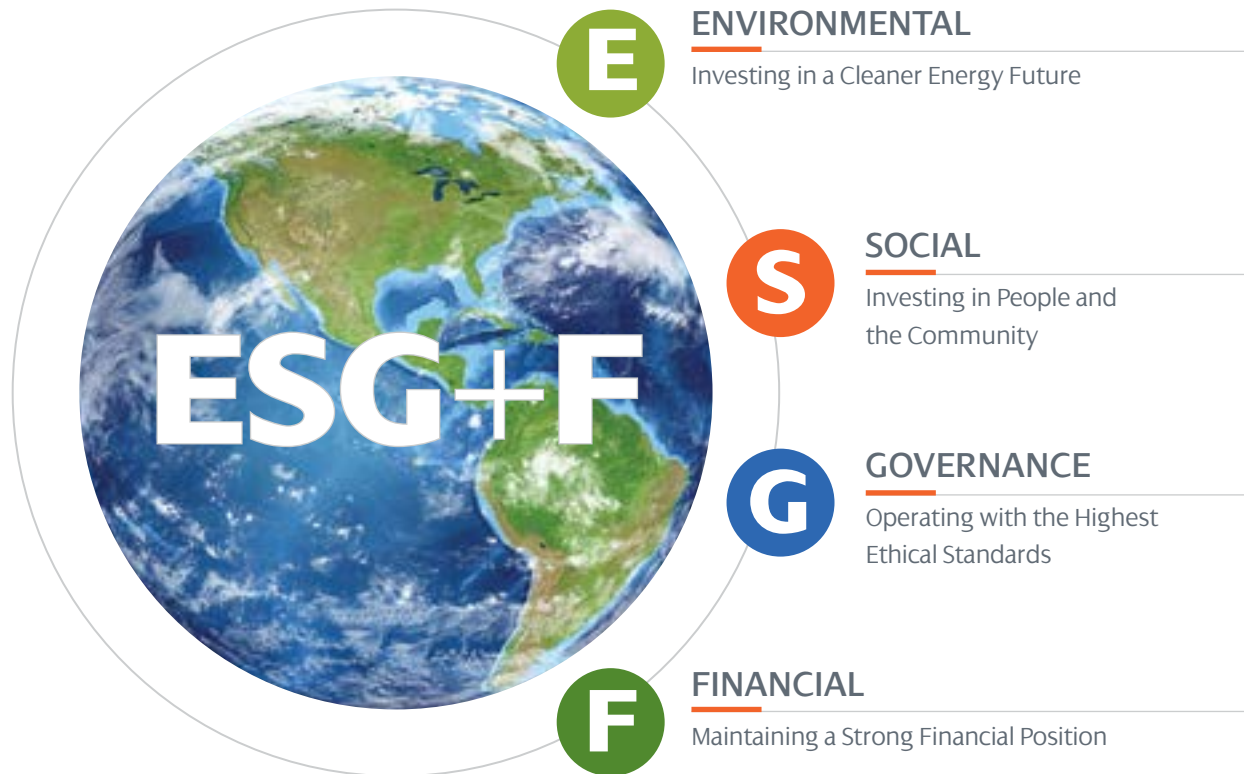 E
ENVIRONMENTAL
Investing in a Cleaner Energy Future
S
SOCIAL
Investing in People and
the Community
ESG+F
G
GOVERNANCE
Operating with the Highest
Ethical Standards
F
FINANCIAL
Maintaining a Strong Financial Position